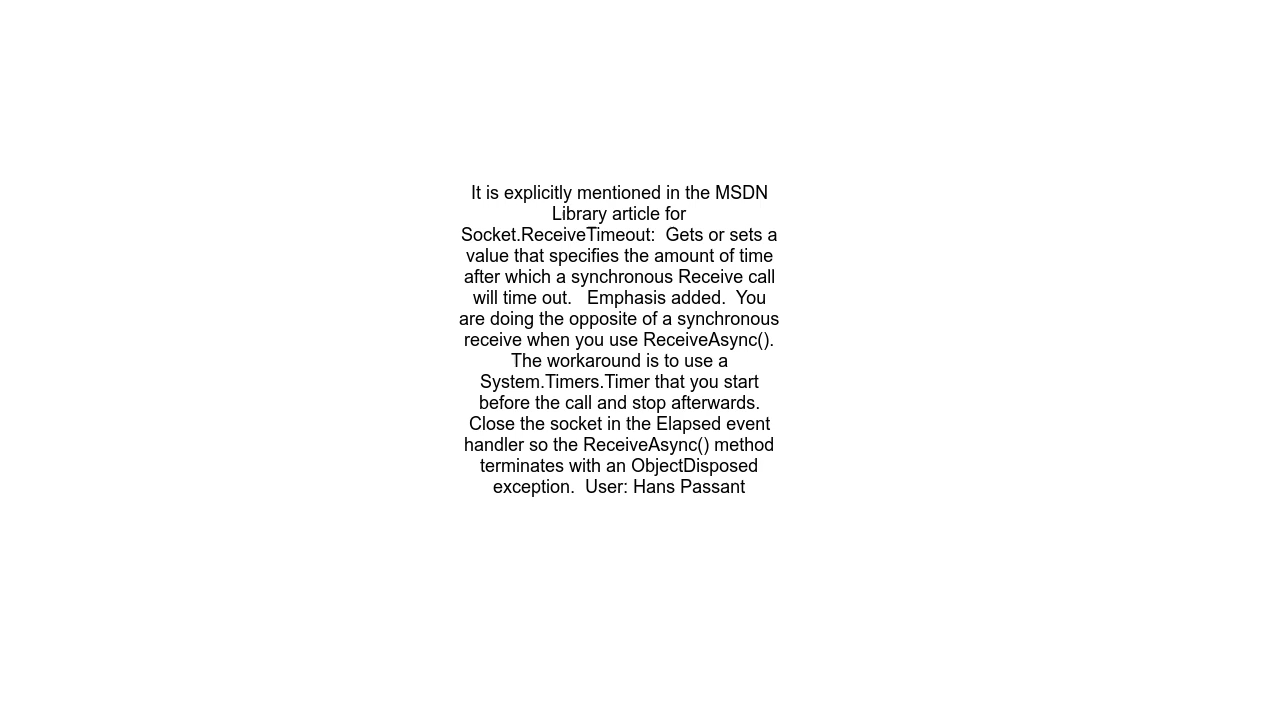 It is explicitly mentioned in the MSDN
Library article for
Socket.ReceiveTimeout:  Gets or sets a
value that specifies the amount of time
after which a synchronous Receive call
will time out.   Emphasis added.  You
are doing the opposite of a synchronous
receive when you use ReceiveAsync().
The workaround is to use a
System.Timers.Timer that you start
before the call and stop afterwards.
Close the socket in the Elapsed event
handler so the ReceiveAsync() method
terminates with an ObjectDisposed
exception.  User: Hans Passant